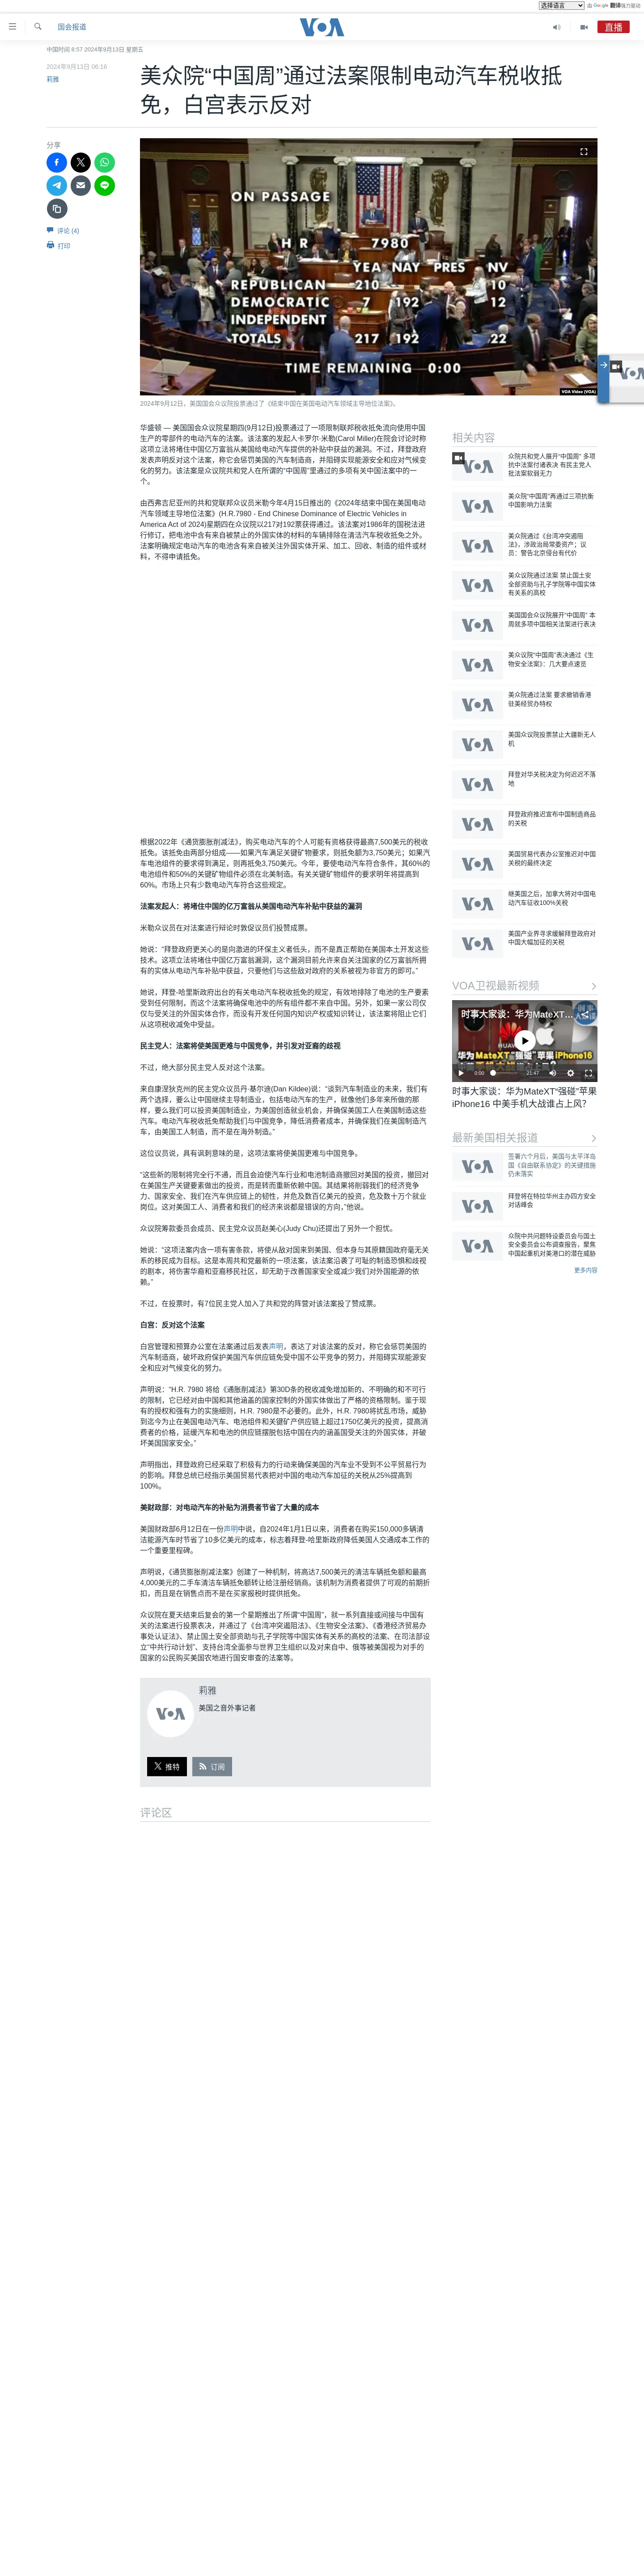 选择语言 由 Google 翻译强力驱动
国会报道
VOA
直播
中国时间 8:57 2024年9月13日 星期五
2024年9月13日 06:16
莉雅
美众院“中国周”通过法案限制电动汽车税收抵
免，白宫表示反对
分享
评论 (4)
打印
ON PASSAGE
H R 7980
YEA NAY PRES NV
REPUBLICAN 210 10
DEMOCRATIC 7 192 12
INDEPENDENT
TOTALS 217 192 22
TIME REMAINING 0:00
VOA Video (VOA)
2024年9月12日，美国国会众议院投票通过了《结束中国在美国电动汽车领域主导地位法案》。
华盛顿 — 美国国会众议院星期四(9月12日)投票通过了一项限制联邦税收抵免流向使用中国
生产的零部件的电动汽车的法案。该法案的发起人卡罗尔·米勒(Carol Miller)在院会讨论时称
这项立法将堵住中国亿万富翁从美国给电动汽车提供的补贴中获益的漏洞。不过，拜登政府
发表声明反对这个法案，称它会惩罚美国的汽车制造商，并阻碍实现能源安全和应对气候变
化的努力。该法案是众议院共和党人在所谓的“中国周”里通过的多项有关中国法案中的一
个。
由西弗吉尼亚州的共和党联邦众议员米勒今年4月15日推出的《2024年结束中国在美国电动
汽车领域主导地位法案》(H.R.7980 - End Chinese Dominance of Electric Vehicles in
America Act of 2024)星期四在众议院以217对192票获得通过。该法案对1986年的国税法进
行修订，把电池中含有来自被禁止的外国实体的材料的车辆排除在清洁汽车税收抵免之外。
法案明确规定电动汽车的电池含有来自被关注外国实体开采、加工、回收、制造的组件或材
料，不得申请抵免。
根据2022年《通货膨胀削减法》，购买电动汽车的个人可能有资格获得最高7,500美元的税收
抵免。该抵免由两部分组成——如果汽车满足关键矿物要求，则抵免额为3,750美元；如果汽
车电池组件的要求得到满足，则再抵免3,750美元。今年，要使电动汽车符合条件，其60%的
电池组件和50%的关键矿物组件必须在北美制造。有关关键矿物组件的要求明年将提高到
60%。市场上只有少数电动汽车符合这些规定。
法案发起人：将堵住中国的亿万富翁从美国电动汽车补贴中获益的漏洞
米勒众议员在对法案进行辩论时敦促议员们投赞成票。
她说：“拜登政府更关心的是向激进的环保主义者低头，而不是真正帮助在美国本土开发这些
技术。这项立法将堵住中国亿万富翁漏洞，这个漏洞目前允许来自关注国家的亿万富翁所拥
有的实体从电动汽车补贴中获益，只要他们与这些敌对政府的关系被视为非官方的即可。”
她说，拜登-哈里斯政府出台的有关电动汽车税收抵免的规定，有效地排除了电池的生产要素
受到任何限制，而这个法案将确保电池中的所有组件都不得来自中国。另外，如果一家公司仅
仅与受关注的外国实体合作，而没有开发任何国内知识产权或知识转让，该法案将阻止它们
从这项税收减免中受益。
民主党人：法案将使美国更难与中国竞争，并引发对亚裔的歧视
不过，绝大部分民主党人反对这个法案。
来自康涅狄克州的民主党众议员丹·基尔迪(Dan Kildee)说：“谈到汽车制造业的未来，我们有
两个选择，要么让中国继续主导制造业，包括电动汽车的生产，就像他们多年来所做的那
样，要么我们可以投资美国制造业，为美国创造就业机会，并确保美国工人在美国制造这些
汽车。电动汽车税收抵免帮助我们与中国竞争，降低消费者成本，并确保我们美国制造的汽
车，由美国工人制造，而不是在海外制造。”
这位议员说，具有讽刺意味的是，这项法案将使美国更难与中国竞争。
“这些新的限制将完全行不通，而且会迫使汽车行业和电池制造商撤回对美国的投资，撤回对
在美国生产关键要素做出的投资，而是转而重新依赖中国。其结果将削弱我们的经济竞争
力、国家安全、我们在汽车供应链上的韧性，并危及数百亿美元的投资，危及数十万个就业
岗位。这对美国工人、消费者和我们的经济来说都是错误的方向，”他说。
众议院筹款委员会成员、民主党众议员赵美心(Judy Chu)还提出了另外一个担忧。
她说：“这项法案内含一项有害条款，将使从敌对国来到美国、但本身与其原籍国政府毫无关
系的移民成为目标。这是本周共和党最新的一项法案，该法案沿袭了可耻的制造恐惧和歧视
的剧本，将伤害华裔和亚裔移民社区，却无助于改善国家安全或减少我们对外国能源的依
赖。”
不过，在投票时，有7位民主党人加入了共和党的阵营对该法案投了赞成票。
白宫：反对这个法案
白宫管理和预算办公室在法案通过后发表声明，表达了对该法案的反对，称它会惩罚美国的
汽车制造商，破坏政府保护美国汽车供应链免受中国不公平竞争的努力，并阻碍实现能源安
全和应对气候变化的努力。
声明说：“H.R. 7980 将给《通胀削减法》第30D条的税收减免增加新的、不明确的和不可行
的限制，它已经对由中国和其他涵盖的国家控制的外国实体做出了严格的资格限制。鉴于现
有的授权和强有力的实施细则，H.R. 7980是不必要的。此外，H.R. 7980将扰乱市场，威胁
到迄今为止在美国电动汽车、电池组件和关键矿产供应链上超过1750亿美元的投资，提高消
费者的价格，延缓汽车和电池的供应链摆脱包括中国在内的涵盖国受关注的外国实体，并破
坏美国国家安全。”
声明指出，拜登政府已经采取了积极有力的行动来确保美国的汽车业不受到不公平贸易行为
的影响。拜登总统已经指示美国贸易代表把对中国的电动汽车加征的关税从25%提高到
100%。
美财政部：对电动汽车的补贴为消费者节省了大量的成本
美国财政部6月12日在一份声明中说，自2024年1月1日以来，消费者在购买150,000多辆清
洁能源汽车时节省了10多亿美元的成本，标志着拜登-哈里斯政府降低美国人交通成本工作的
一个重要里程碑。
声明说，《通货膨胀削减法案》创建了一种机制，将高达7,500美元的清洁车辆抵免额和最高
4,000美元的二手车清洁车辆抵免额转让给注册经销商。该机制为消费者提供了可观的前期折
扣，而且是在销售点而不是在买家报税时提供抵免。
众议院在夏天结束后复会的第一个星期推出了所谓“中国周”，就一系列直接或间接与中国有
关的法案进行投票表决，并通过了《台湾冲突遏阻法》、《生物安全法案》、《香港经济贸易办
事处认证法》、禁止国土安全部资助与孔子学院等中国实体有关系的高校的法案、在司法部设
立“中共行动计划”、支持台湾全面参与世界卫生组织以及对来自中、俄等被美国视为对手的
国家的公民购买美国农地进行国安审查的法案等。
莉雅
美国之音外事记者
VOA
推特
订阅
评论区
相关内容
众院共和党人展开“中国周” 多项
抗中法案付诸表决 有民主党人
批法案软弱无力
美众院“中国周”再通过三项抗衡
中国影响力法案
美众院通过《台湾冲突遏阻
法》，涉政治局常委资产；议
员：警告北京侵台有代价
美众议院通过法案 禁止国土安
全部资助与孔子学院等中国实体
有关系的高校
美国国会众议院展开“中国周” 本
周就多项中国相关法案进行表决
美众议院“中国周”表决通过《生
物安全法案》：几大要点速览
美众院通过法案 要求撤销香港
驻美经贸办特权
美国众议院投票禁止大疆新无人
机
拜登对华关税决定为何迟迟不落
地
拜登政府推迟宣布中国制造商品
的关税
美国贸易代表办公室推迟对中国
关税的最终决定
继美国之后，加拿大将对中国电
动汽车征收100%关税
美国产业界寻求缓解拜登政府对
中国大幅加征的关税
VOA卫视最新视频
时事大家谈：华为MateXT…
华为MateXT“强碰”苹果iPhone16
0:00
21:47
时事大家谈：华为MateXT“强碰”苹果
iPhone16 中美手机大战谁占上风？
最新美国相关报道
签署六个月后，美国与太平洋岛
国《自由联系协定》的关键措施
仍未落实
拜登将在特拉华州主办四方安全
对话峰会
众院中共问题特设委员会与国土
安全委员会公布调查报告，聚焦
中国起重机对美港口的潜在威胁
更多内容